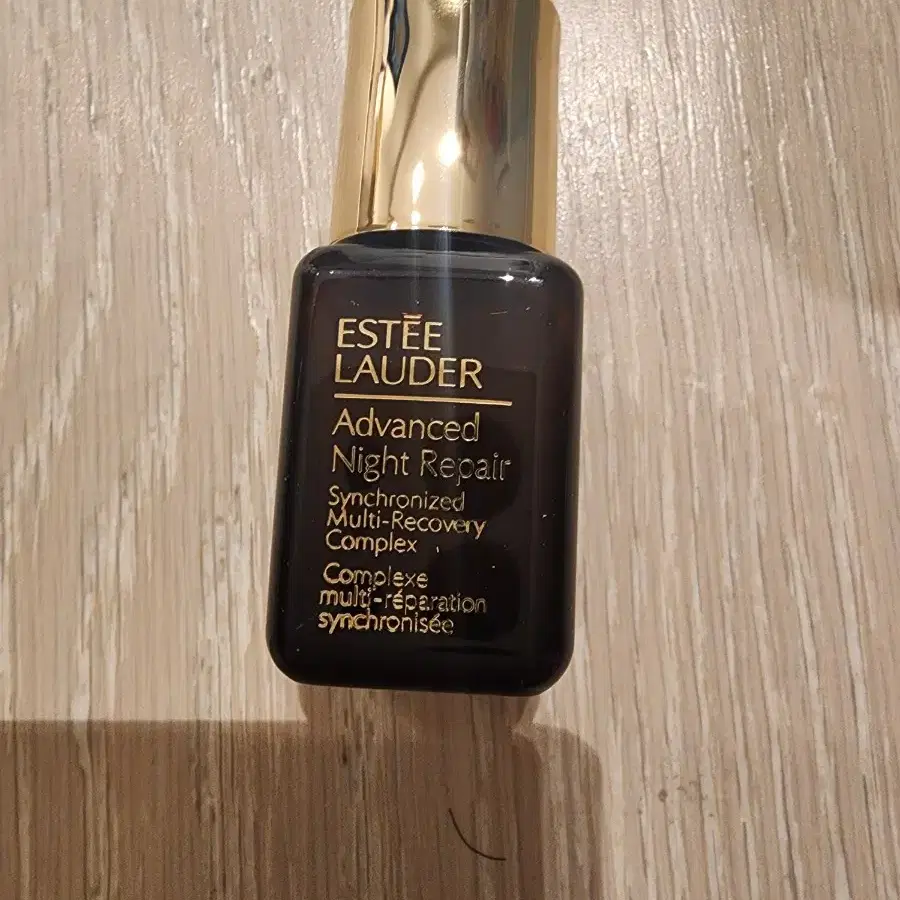 ESTĒE
LAUDER
Advanced
Night Repair
Synchronized
Multi-Recovery
Complex
Complexe
multi-réparation
synchronisée